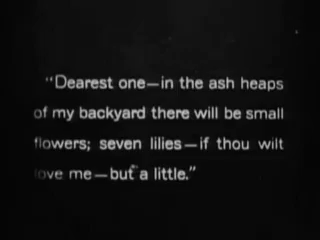 "Dearest one—in the ash heaps
of my backyard there will be small
flowers; seven lilies—if thou wilt
love me—but a little."